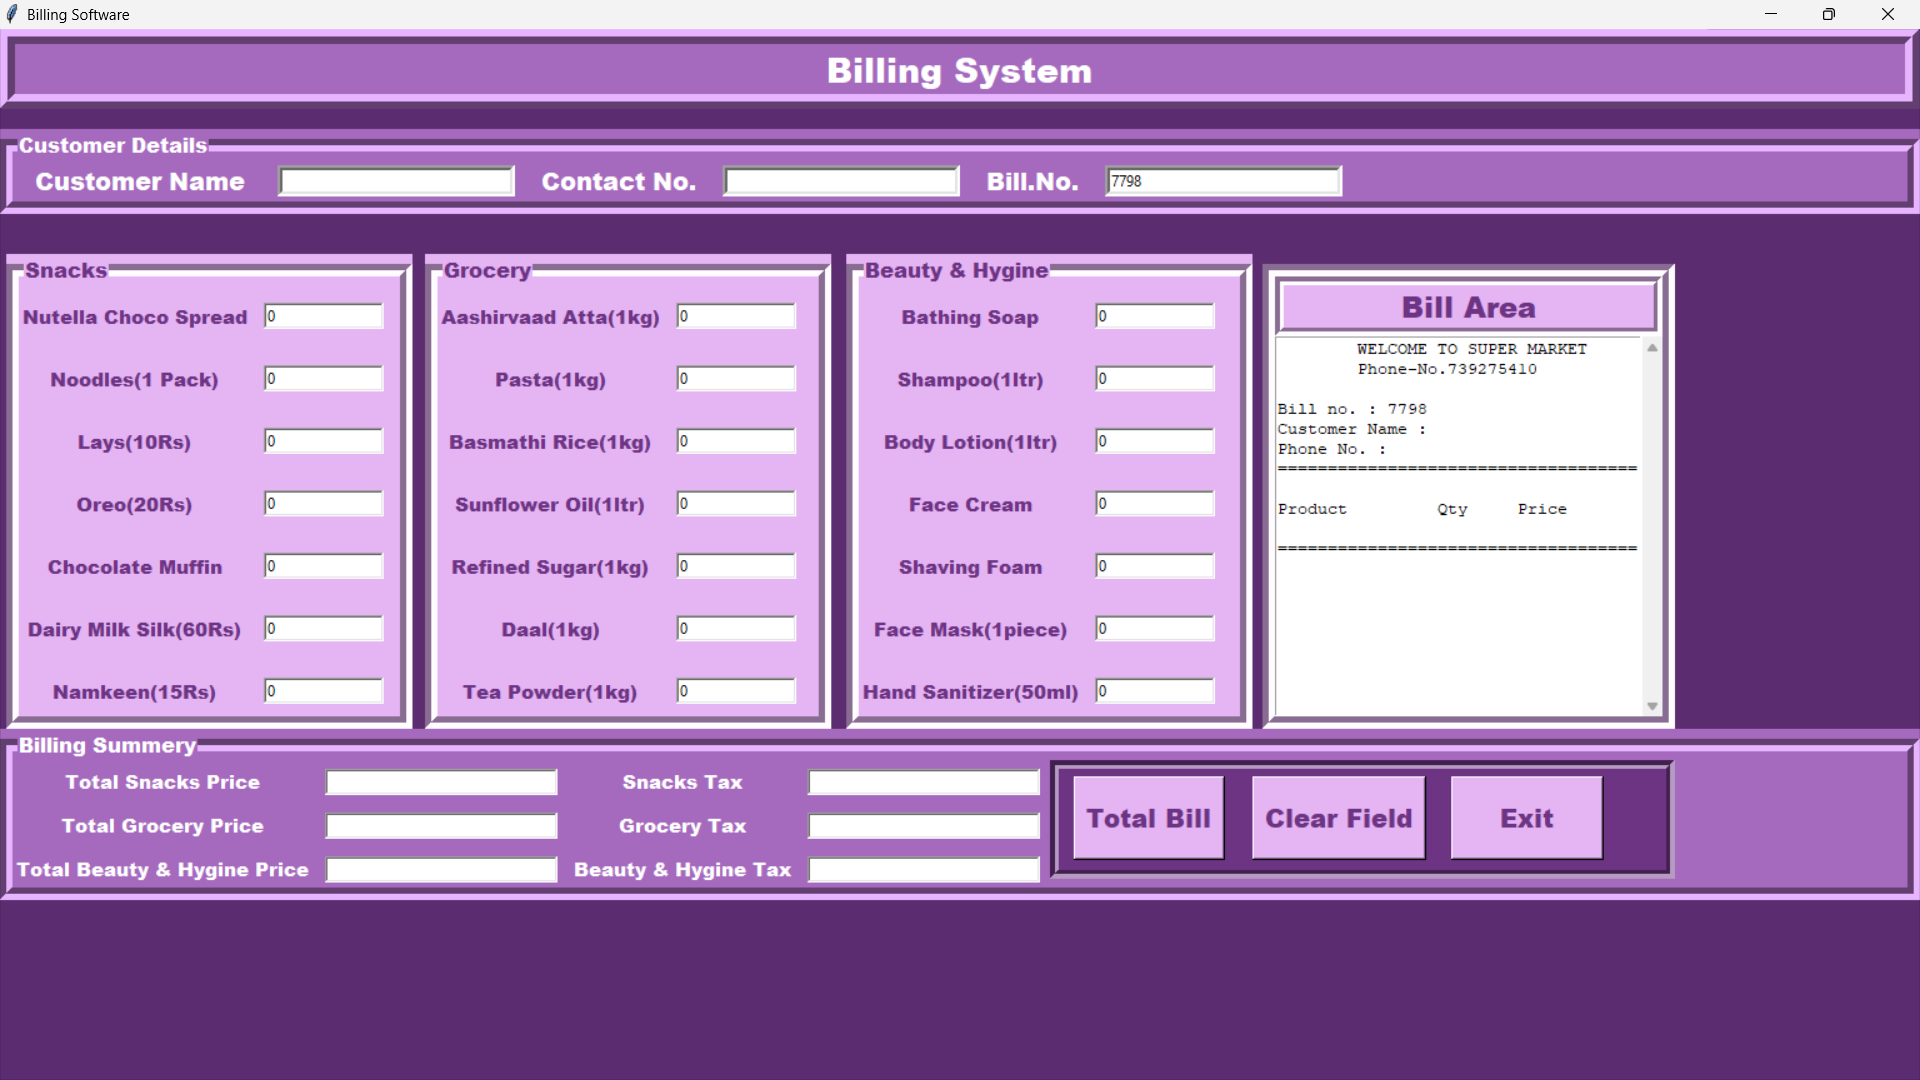 Billing Software
Billing System
Customer Details
Customer Name
Contact No.
Bill.No. 7798
Snacks
Nutella Choco Spread 0
Noodles(1 Pack) 0
Lays(10Rs) 0
Oreo(20Rs) 0
Chocolate Muffin 0
Dairy Milk Silk(60Rs) 0
Namkeen(15Rs) 0
Grocery
Aashirvaad Atta(1kg) 0
Pasta(1kg) 0
Basmathi Rice(1kg) 0
Sunflower Oil(1ltr) 0
Refined Sugar(1kg) 0
Daal(1kg) 0
Tea Powder(1kg) 0
Beauty & Hygine
Bathing Soap 0
Shampoo(1ltr) 0
Body Lotion(1ltr) 0
Face Cream 0
Shaving Foam 0
Face Mask(1piece) 0
Hand Sanitizer(50ml) 0
Bill Area
WELCOME TO SUPER MARKET
Phone-No.739275410
Bill no. : 7798
Customer Name :
Phone No. :
====================================
Product Qty Price
====================================
Billing Summery
Total Snacks Price
Total Grocery Price
Total Beauty & Hygine Price
Snacks Tax
Grocery Tax
Beauty & Hygine Tax
Total Bill
Clear Field
Exit